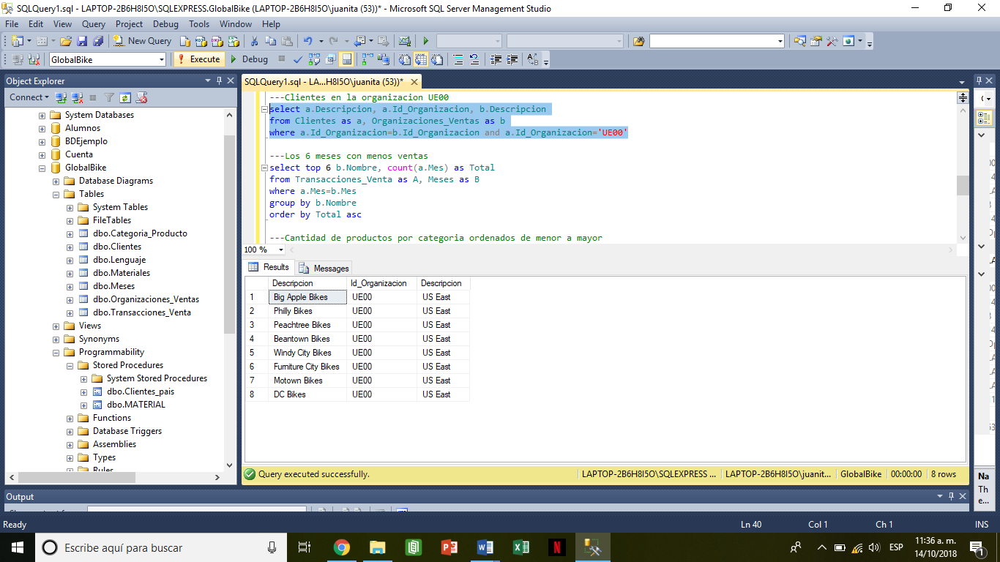 SQLQuery1.sql - LAPTOP-2B6H8I5O\SQLEXPRESS.GlobalBike (LAPTOP-2B6H8I5O\juanita (53))* - Microsoft SQL Server Management Studio
File Edit View Query Project Debug Tools Window Help
New Query
GlobalBike Execute Debug
Object Explorer
Connect
System Databases
Alumnos
BDEjemplo
Cuenta
GlobalBike
Database Diagrams
Tables
System Tables
FileTables
dbo.Categoria_Producto
dbo.Clientes
dbo.Lenguaje
dbo.Materiales
dbo.Meses
dbo.Organizaciones_Ventas
dbo.Transacciones_Venta
Views
Synonyms
Programmability
Stored Procedures
System Stored Procedures
dbo.Clientes_pais
dbo.MATERIAL
Functions
Database Triggers
Assemblies
Types
Rules
SQLQuery1.sql - LA...H8I5O\juanita (53))*
---Clientes en la organizacion UE00
select a.Descripcion, a.Id_Organizacion, b.Descripcion
from Clientes as a, Organizaciones_Ventas as b
where a.Id_Organizacion=b.Id_Organizacion and a.Id_Organizacion='UE00'
---Los 6 meses con menos ventas
select top 6 b.Nombre, count(a.Mes) as Total
from Transacciones_Venta as A, Meses as B
where a.Mes=b.Mes
group by b.Nombre
order by Total asc
---Cantidad de productos por categoria ordenados de menor a mayor
100 %
Results Messages
Descripcion Id_Organizacion Descripcion
1 Big Apple Bikes UE00 US East
2 Philly Bikes UE00 US East
3 Peachtree Bikes UE00 US East
4 Beantown Bikes UE00 US East
5 Windy City Bikes UE00 US East
6 Furniture City Bikes UE00 US East
7 Motown Bikes UE00 US East
8 DC Bikes UE00 US East
Query executed successfully. LAPTOP-2B6H8I5O\SQLEXPRESS ... LAPTOP-2B6H8I5O\juanit... GlobalBike 00:00:00 8 rows
Na
Th
e...
Output
Ready Ln 40 Col 1 Ch 1 INS
Escribe aquí para buscar
ESP
11:36 a. m.
14/10/2018
1